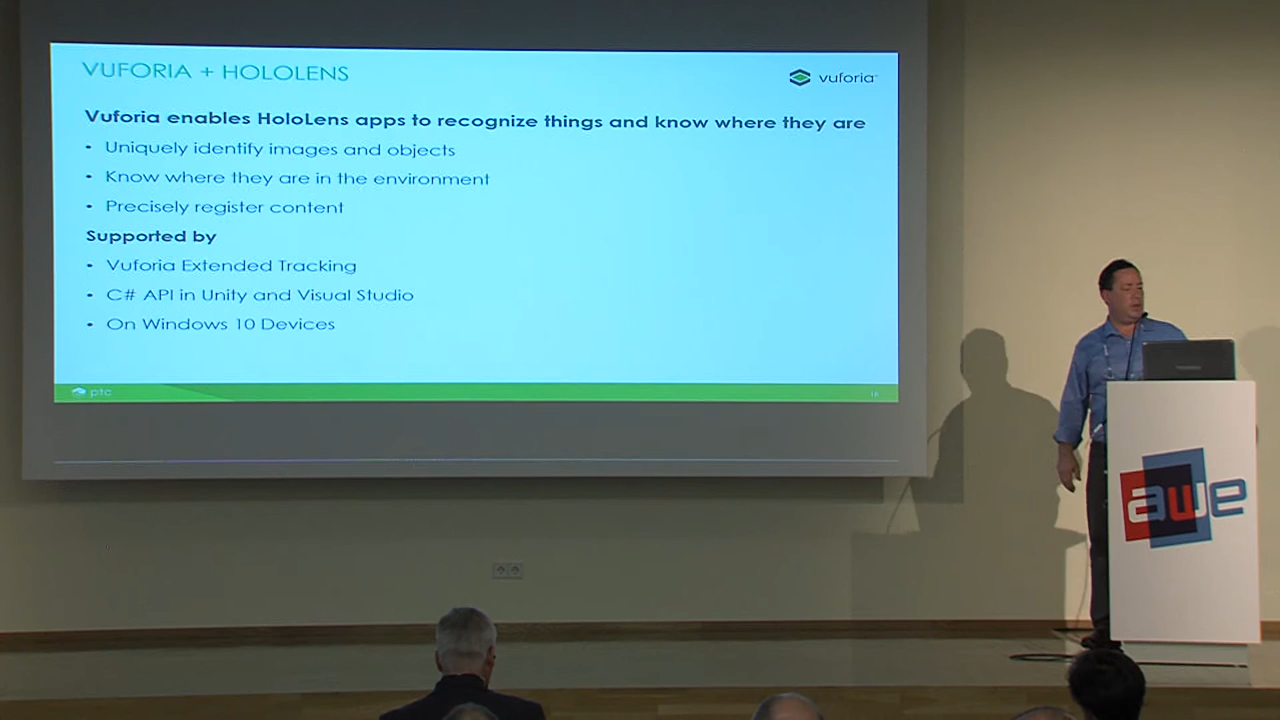 VUFORIA + HOLOLENS
vuforia
Vuforia enables HoloLens apps to recognize things and know where they are
• Uniquely identify images and objects
• Know where they are in the environment
• Precisely register content
Supported by
• Vuforia Extended Tracking
• C# API in Unity and Visual Studio
• On Windows 10 Devices
ptc
awe